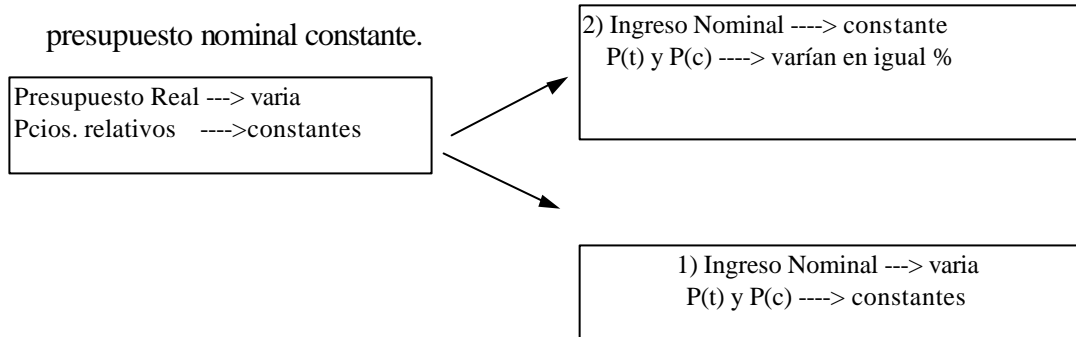 presupuesto nominal constante.
Presupuesto Real ---> varia
Pcios. relativos ---->constantes
2) Ingreso Nominal ----> constante
P(t) y P(c) ----> varían en igual %
1) Ingreso Nominal ---> varia
P(t) y P(c) ----> constantes